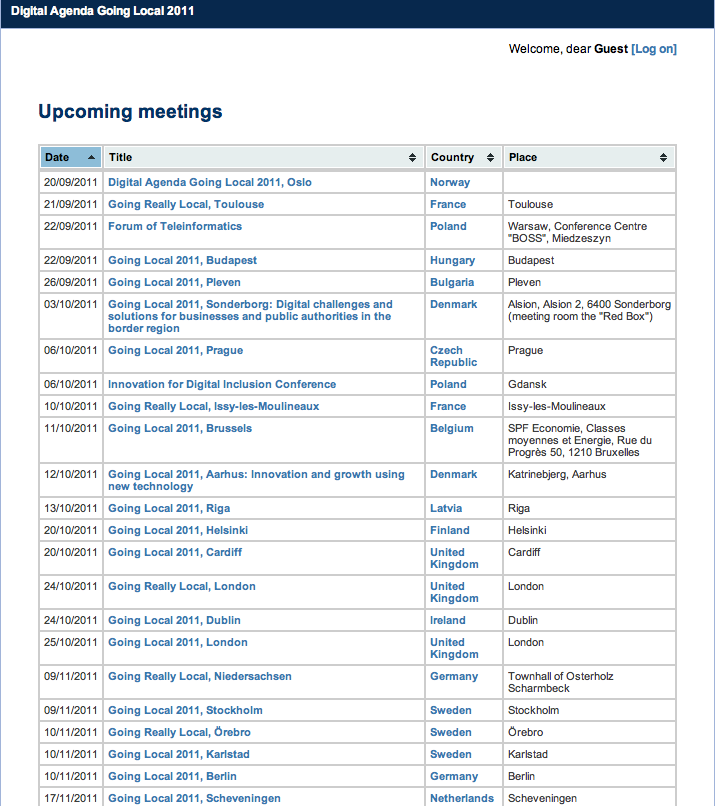 Digital Agenda Going Local 2011
Welcome, dear Guest [Log on]
Upcoming meetings
Date Title Country Place
20/09/2011 Digital Agenda Going Local 2011, Oslo Norway
21/09/2011 Going Really Local, Toulouse France Toulouse
22/09/2011 Forum of Teleinformatics Poland Warsaw, Conference Centre
"BOSS", Miedzeszyn
22/09/2011 Going Local 2011, Budapest Hungary Budapest
26/09/2011 Going Local 2011, Pleven Bulgaria Pleven
03/10/2011 Going Local 2011, Sonderborg: Digital challenges and Denmark Alsion, Alsion 2, 6400 Sonderborg
solutions for businesses and public authorities in the (meeting room the "Red Box")
border region
06/10/2011 Going Local 2011, Prague Czech Prague
Republic
06/10/2011 Innovation for Digital Inclusion Conference Poland Gdansk
10/10/2011 Going Really Local, Issy-les-Moulineaux France Issy-les-Moulineaux
11/10/2011 Going Local 2011, Brussels Belgium SPF Economie, Classes
moyennes et Energie, Rue du
Progrès 50, 1210 Bruxelles
12/10/2011 Going Local 2011, Aarhus: Innovation and growth using Denmark Katrinebjerg, Aarhus
new technology
13/10/2011 Going Local 2011, Riga Latvia Riga
20/10/2011 Going Local 2011, Helsinki Finland Helsinki
20/10/2011 Going Local 2011, Cardiff United Cardiff
Kingdom
24/10/2011 Going Really Local, London United London
Kingdom
24/10/2011 Going Local 2011, Dublin Ireland Dublin
25/10/2011 Going Local 2011, London United London
Kingdom
09/11/2011 Going Really Local, Niedersachsen Germany Townhall of Osterholz
Scharmbeck
09/11/2011 Going Local 2011, Stockholm Sweden Stockholm
10/11/2011 Going Really Local, Örebro Sweden Örebro
10/11/2011 Going Local 2011, Karlstad Sweden Karlstad
10/11/2011 Going Local 2011, Berlin Germany Berlin
17/11/2011 Going Local 2011, Scheveningen Netherlands Scheveningen